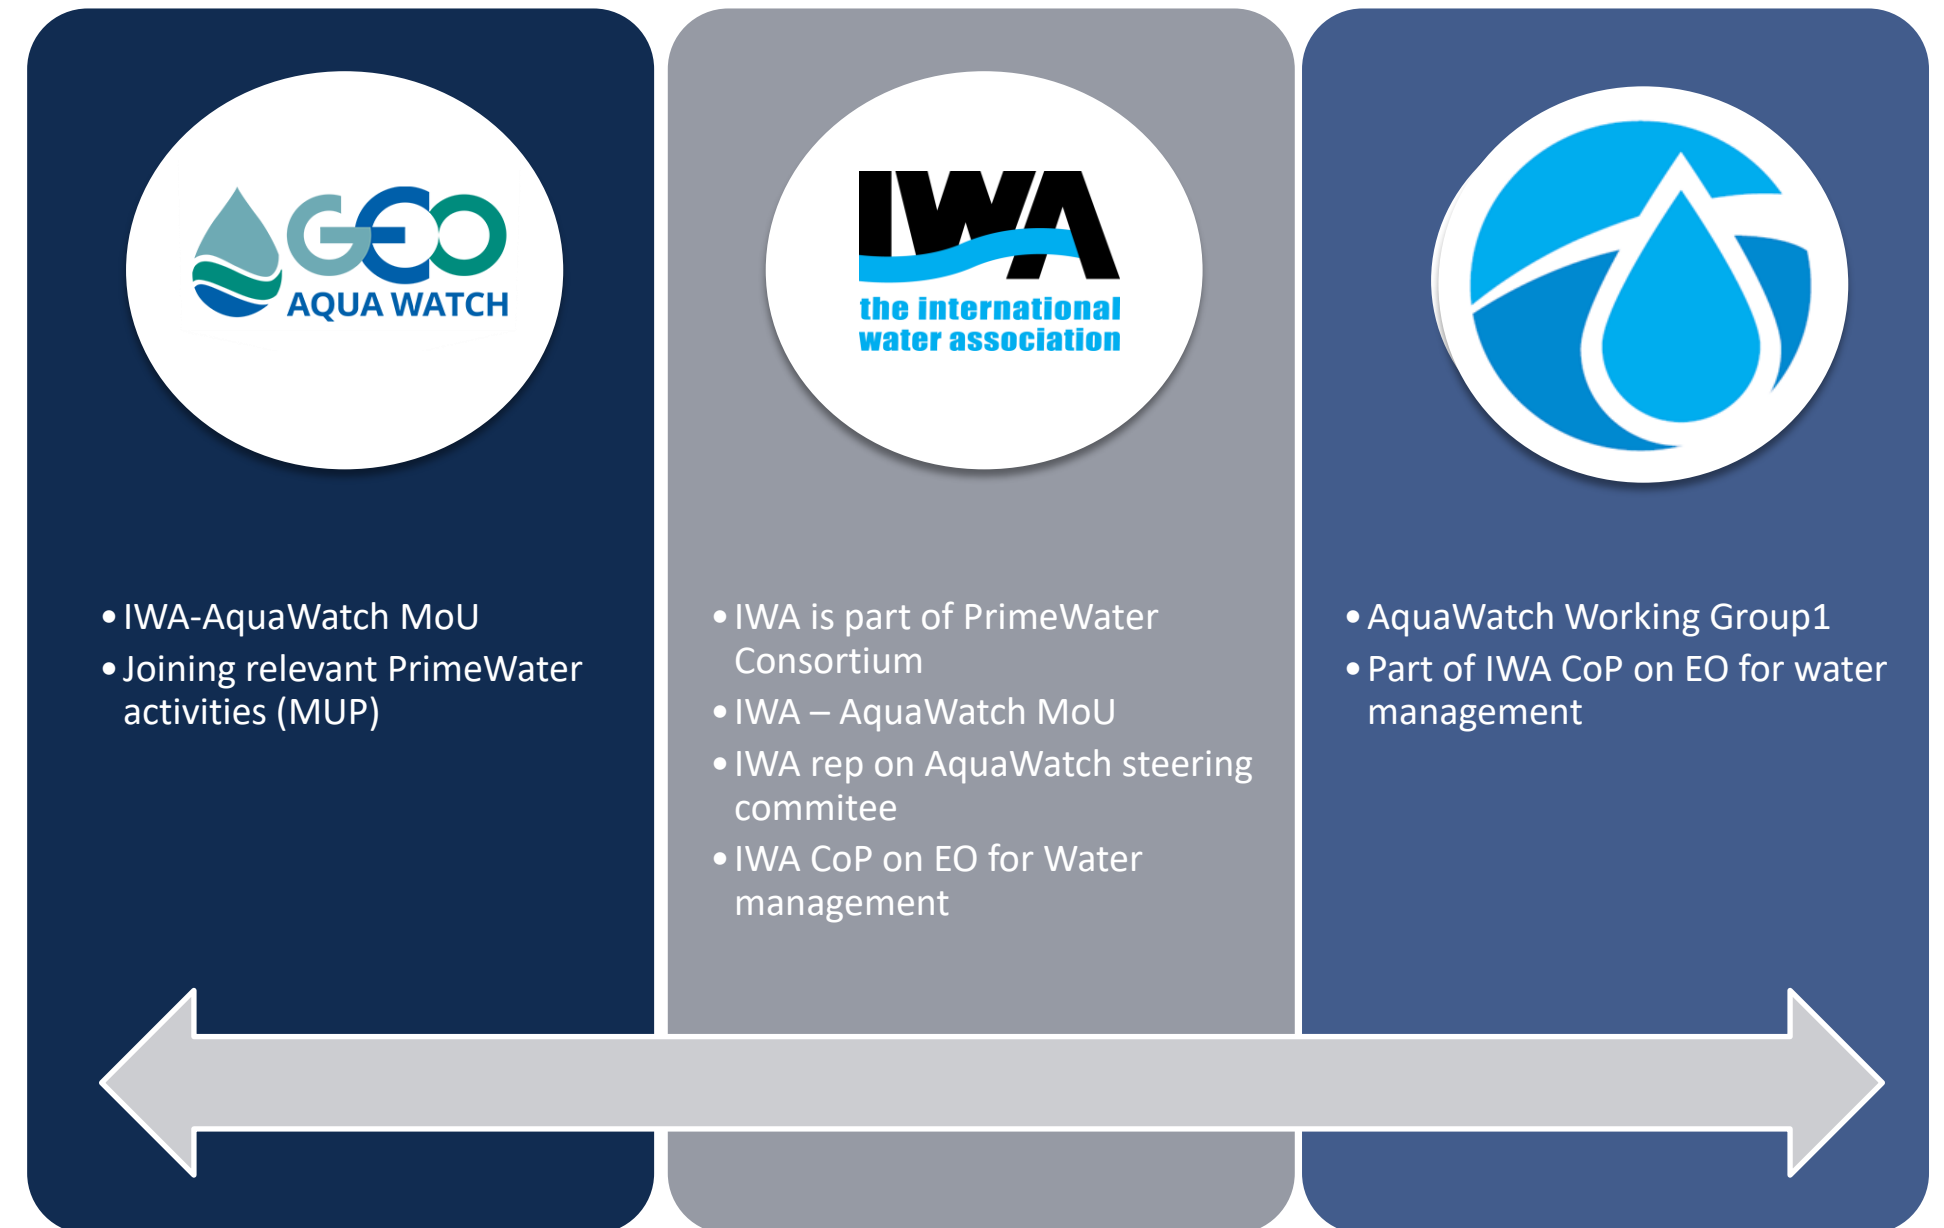 GEO
AQUA WATCH
IWA
the international
water association
•IWA-AquaWatch MoU
•Joining relevant PrimeWater
activities (MUP)
•IWA is part of PrimeWater
Consortium
•IWA – AquaWatch MoU
•IWA rep on AquaWatch steering
commitee
•IWA CoP on EO for Water
management
•AquaWatch Working Group1
•Part of IWA CoP on EO for water
management